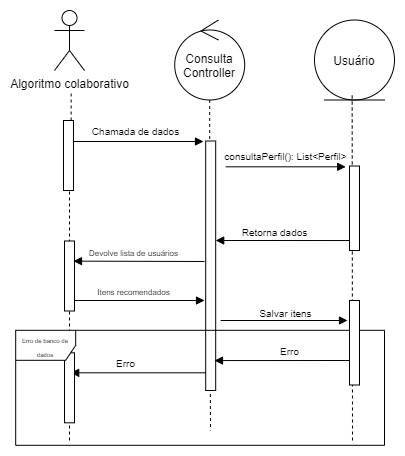 Algoritmo colaborativo
Consulta
Controller
Usuário
Chamada de dados
consultaPerfil(): List<Perfil>
Retorna dados
Devolve lista de usuários
Itens recomendados
Salvar itens
Erro de banco de
dados
Erro
Erro